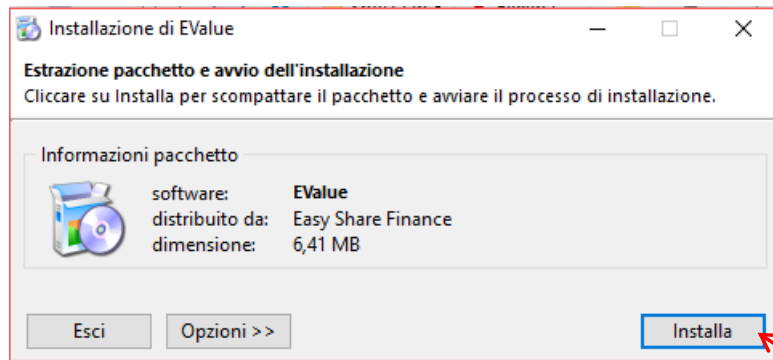 Installazione di EValue
Estrazione pacchetto e avvio dell'installazione
Cliccare su Installa per scompattare il pacchetto e avviare il processo di installazione.
Informazioni pacchetto
software: EValue
distribuito da: Easy Share Finance
dimensione: 6,41 MB
Esci Opzioni >> Installa